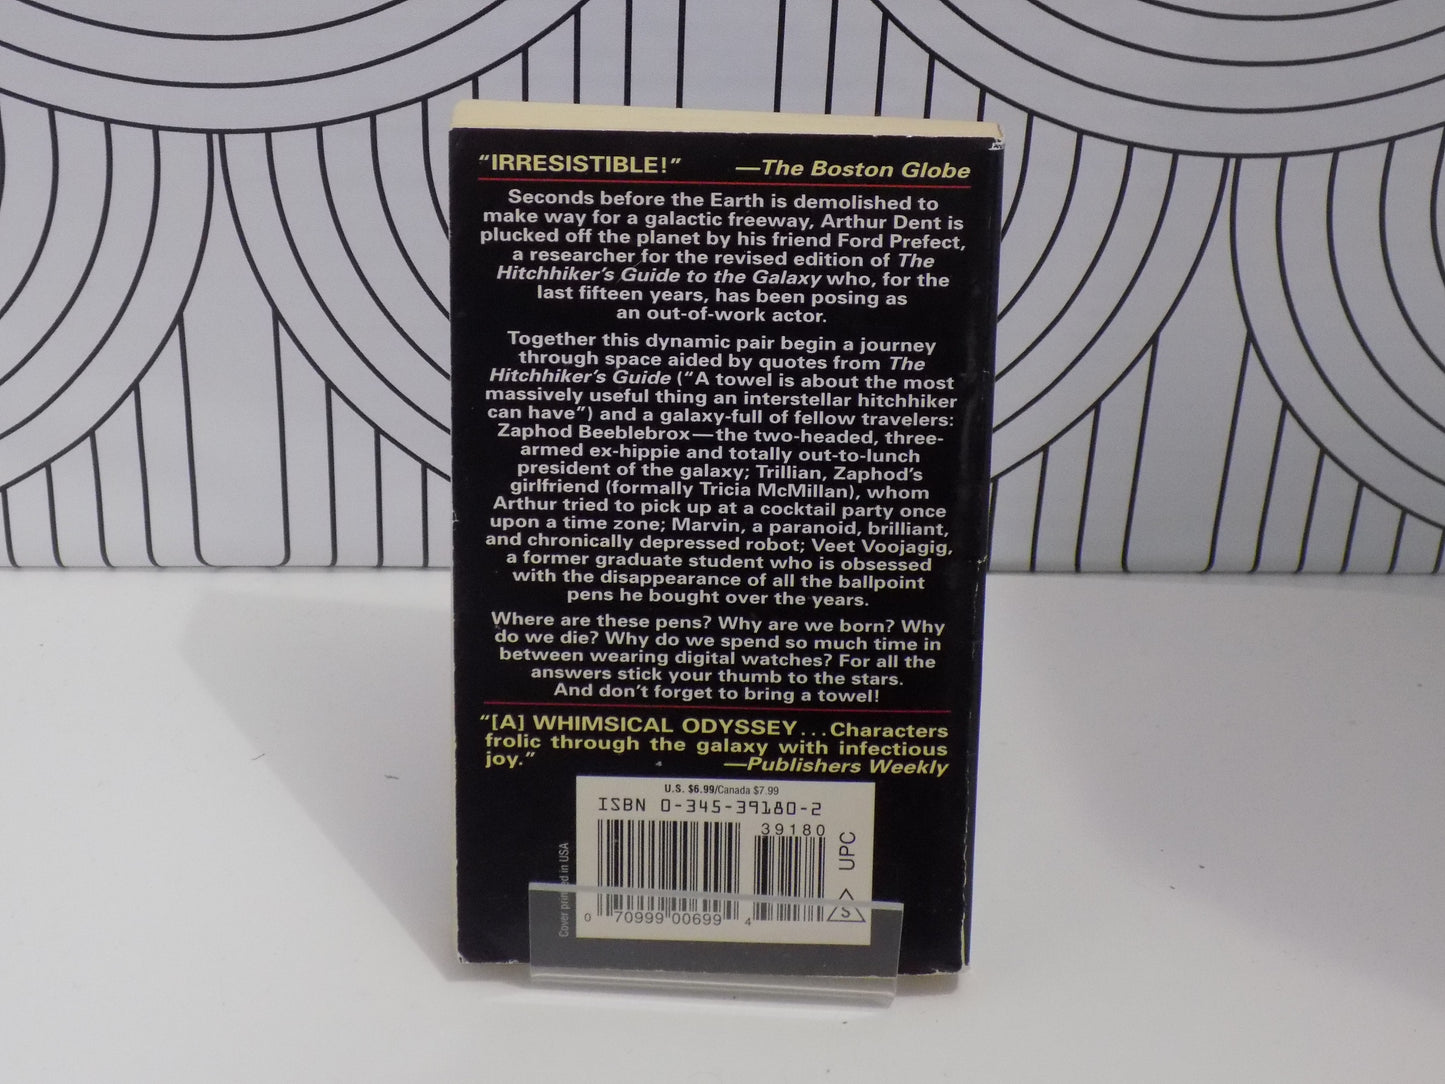 "IRRESISTIBLE!" —The Boston Globe
Seconds before the Earth is demolished to
make way for a galactic freeway, Arthur Dent is
plucked off the planet by his friend Ford Prefect,
a researcher for the revised edition of The
Hitchhiker's Guide to the Galaxy who, for the
last fifteen years, has been posing as
an out-of-work actor.
Together this dynamic pair begin a journey
through space aided by quotes from The
Hitchhiker's Guide ("A towel is about the most
massively useful thing an interstellar hitchhiker
can have") and a galaxy-full of fellow travelers:
Zaphod Beeblebrox—the two-headed, three-
armed ex-hippie and totally out-to-lunch
president of the galaxy; Trillian, Zaphod's
girlfriend (formally Tricia McMillan), whom
Arthur tried to pick up at a cocktail party once
upon a time zone; Marvin, a paranoid, brilliant,
and chronically depressed robot; Veet Voojagig,
a former graduate student who is obsessed
with the disappearance of all the ballpoint
pens he bought over the years.
Where are these pens? Why are we born? Why
do we die? Why do we spend so much time in
between wearing digital watches? For all the
answers stick your thumb to the stars.
And don't forget to bring a towel!
"[A] WHIMSICAL ODYSSEY...Characters
frolic through the galaxy with infectious
joy." —Publishers Weekly
U.S. $6.99/Canada $7.99
ISBN 0-345-39180-2
39180
0 70999 00699 4
UPC
S
Cover printed in USA